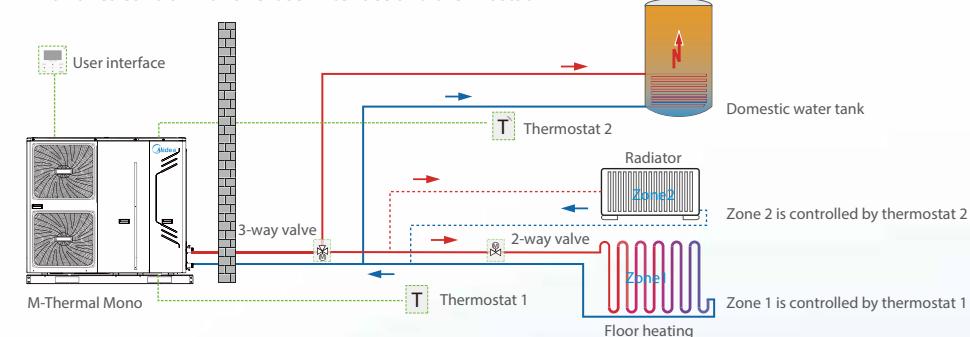 User interface
Domestic water tank
T
Thermostat 2
Midea
Radiator
Zone2
Zone 2 is controlled by thermostat 2
3-way valve
2-way valve
M
M
Zone1
M-Thermal Mono
T
Thermostat 1
Zone 1 is controlled by thermostat 1
Floor heating